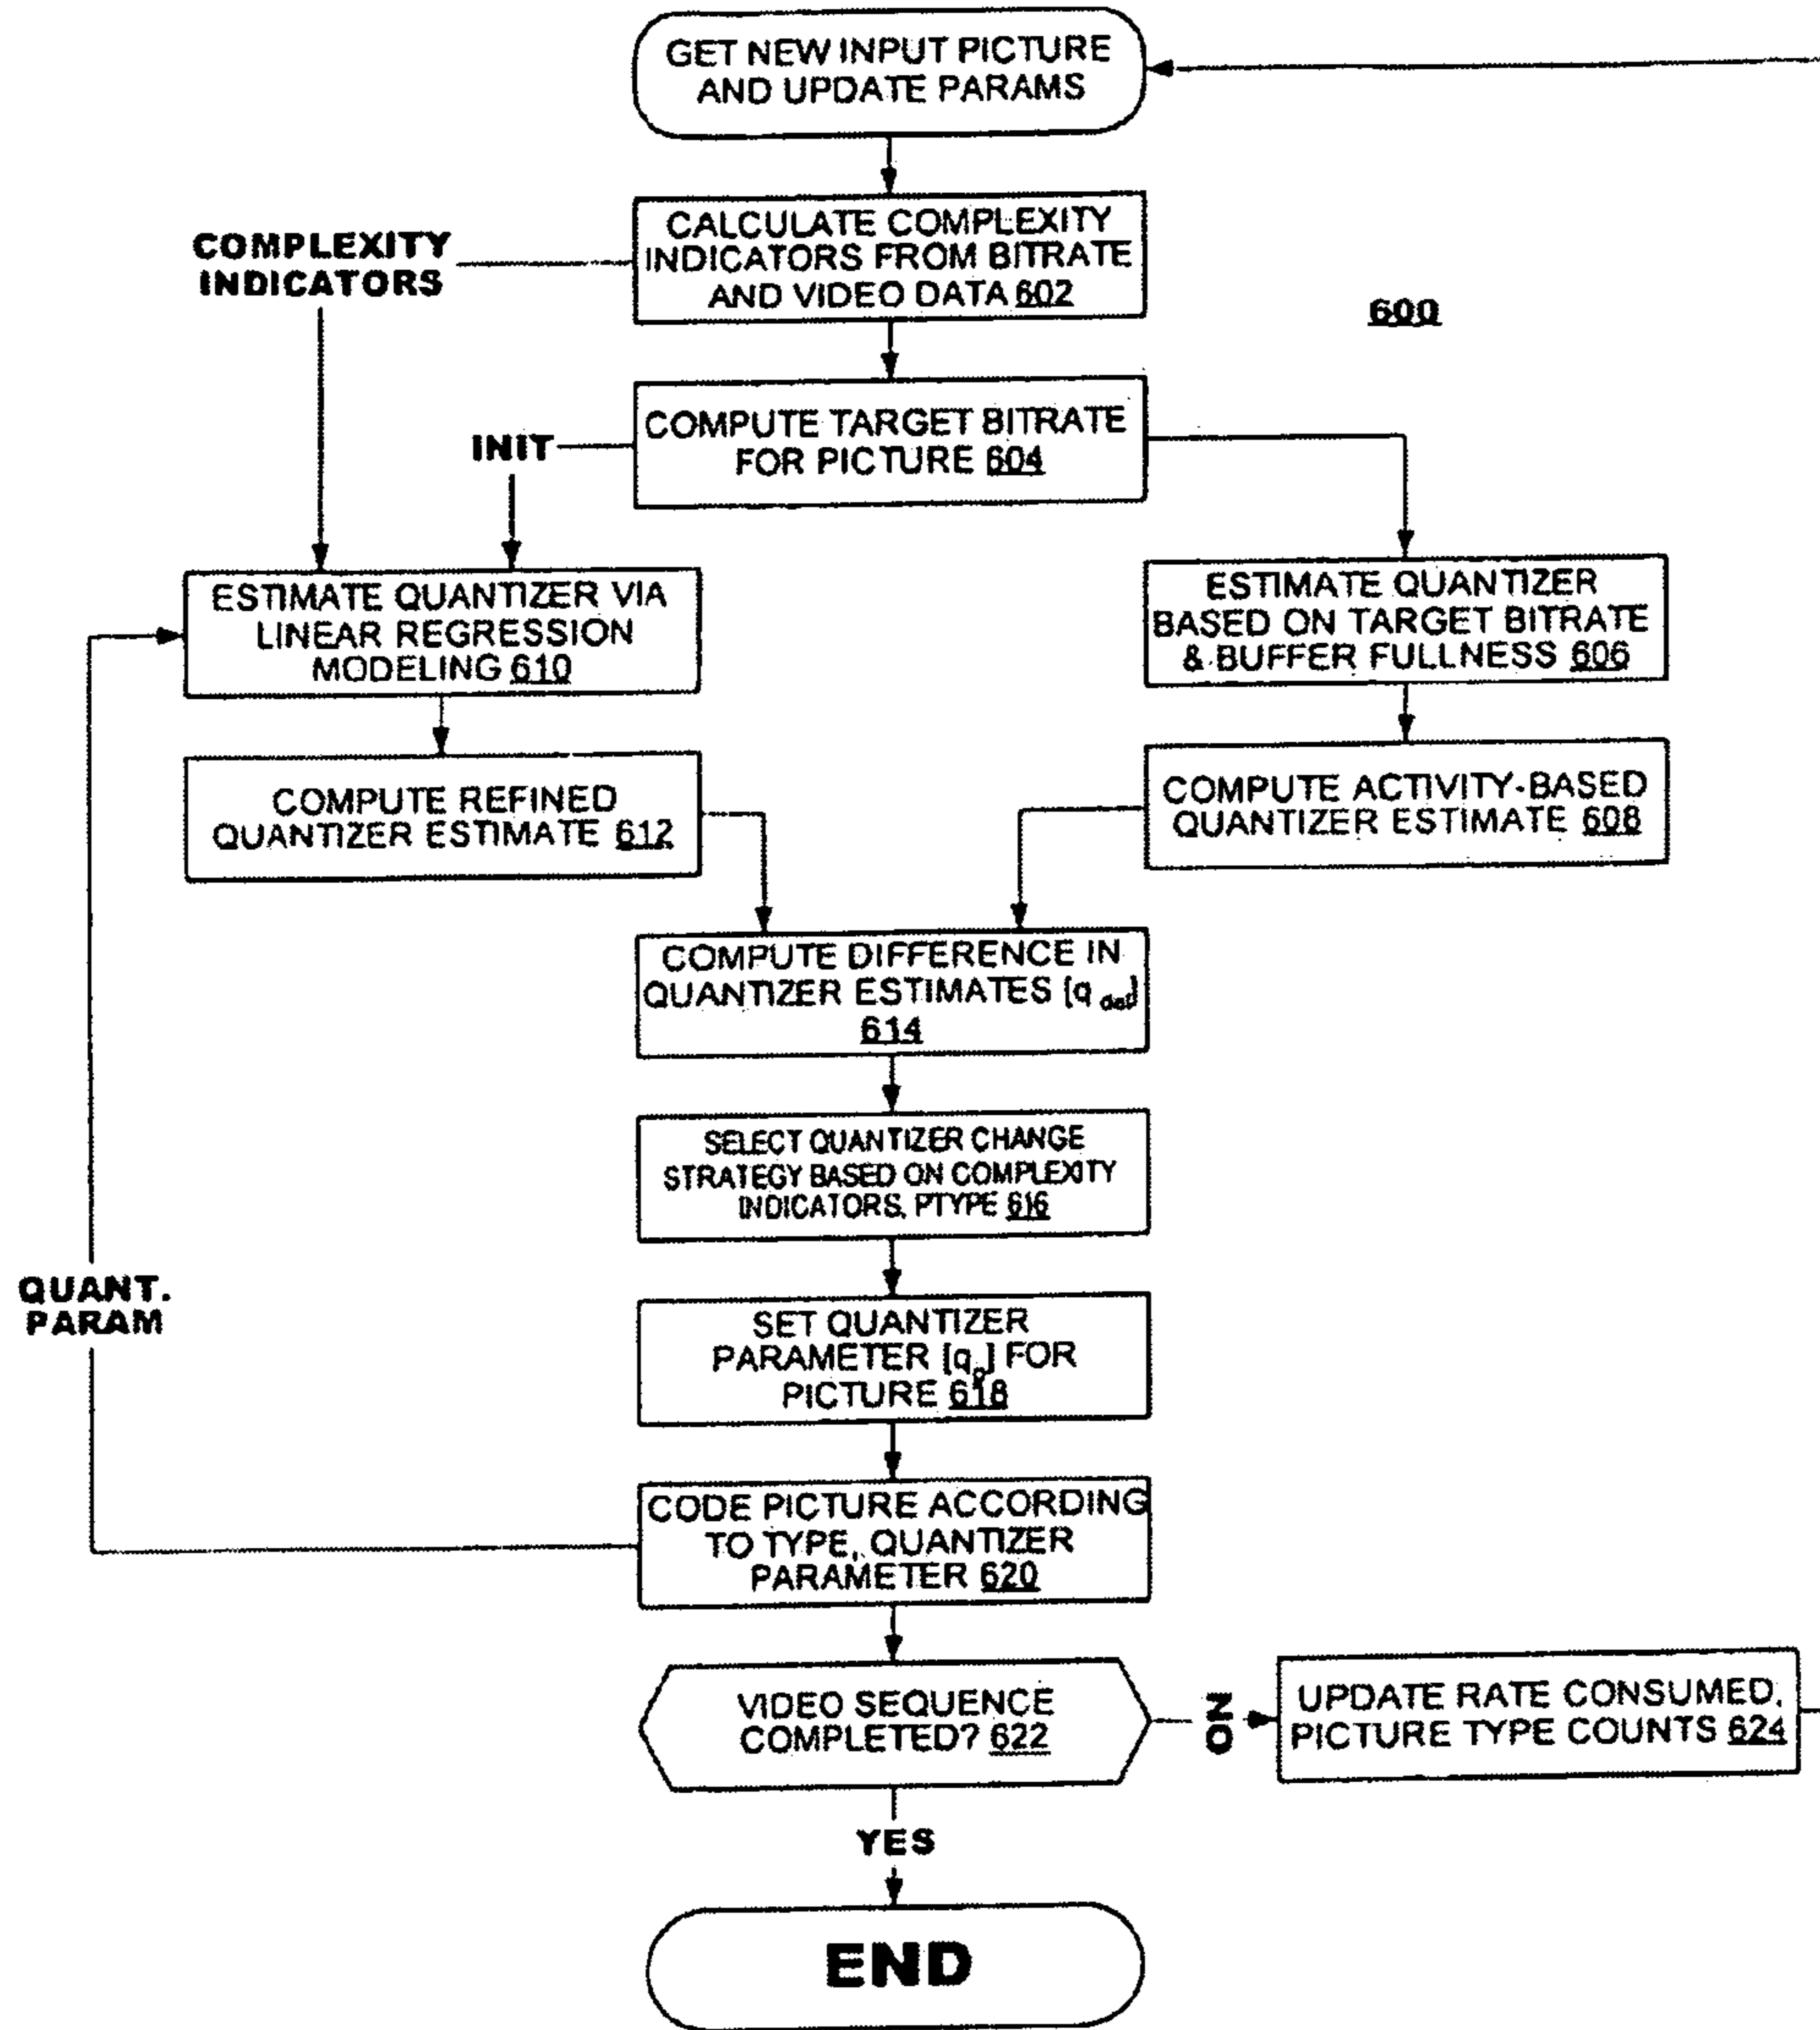 GET NEW INPUT PICTURE
AND UPDATE PARAMS
CALCULATE COMPLEXITY
INDICATORS FROM BITRATE
AND VIDEO DATA 602
COMPLEXITY
INDICATORS
600
COMPUTE TARGET BITRATE
FOR PICTURE 604
INIT
ESTIMATE QUANTIZER VIA
LINEAR REGRESSION
MODELING 610
ESTIMATE QUANTIZER
BASED ON TARGET BITRATE
& BUFFER FULLNESS 606
COMPUTE REFINED
QUANTIZER ESTIMATE 612
COMPUTE ACTIVITY-BASED
QUANTIZER ESTIMATE 608
COMPUTE DIFFERENCE IN
QUANTIZER ESTIMATES [q
614
SELECT QUANTIZER CHANGE
STRATEGY BASED ON COMPLEXITY
INDICATORS, PTYPE 616
QUANT.
PARAM
SET QUANTIZER
PARAMETER [qp] FOR
PICTURE 618
CODE PICTURE ACCORDING
TO TYPE, QUANTIZER
PARAMETER 620
VIDEO SEQUENCE
COMPLETED? 622
NO
UPDATE RATE CONSUMED,
PICTURE TYPE COUNTS 624
YES
END